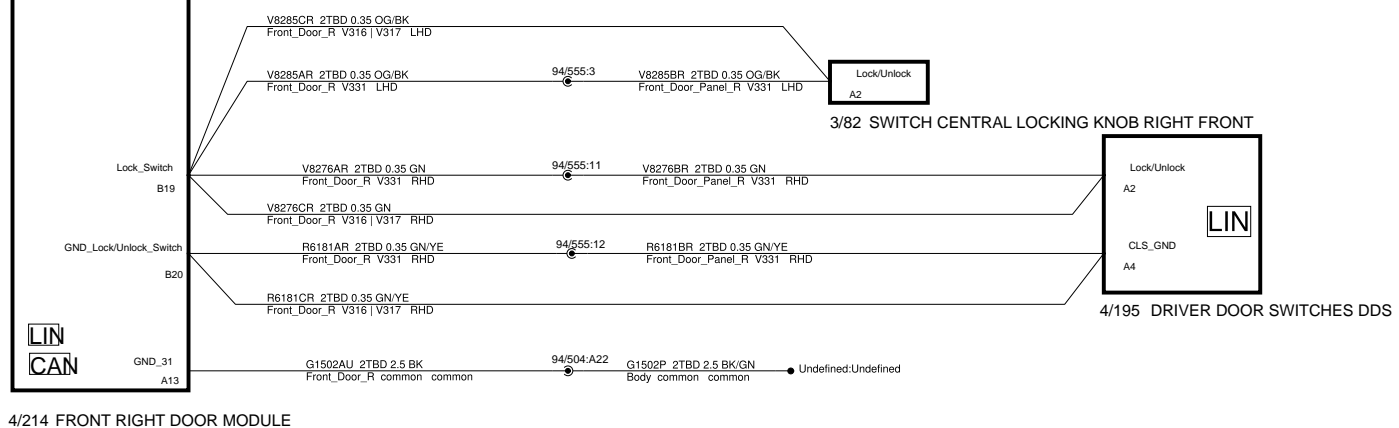 V8285CR 2TBD 0.35 OG/BK
Front_Door_R V316 | V317 LHD
V8285AR 2TBD 0.35 OG/BK
Front_Door_R V331 LHD
94/555:3
V8285BR 2TBD 0.35 OG/BK
Front_Door_Panel_R V331 LHD
Lock/Unlock
A2
3/82 SWITCH CENTRAL LOCKING KNOB RIGHT FRONT
Lock_Switch
B19
V8276AR 2TBD 0.35 GN
Front_Door_R V331 RHD
94/555:11
V8276BR 2TBD 0.35 GN
Front_Door_Panel_R V331 RHD
Lock/Unlock
A2
V8276CR 2TBD 0.35 GN
Front_Door_R V316 | V317 RHD
LIN
GND_Lock/Unlock_Switch
B20
R6181AR 2TBD 0.35 GN/YE
Front_Door_R V331 RHD
94/555:12
R6181BR 2TBD 0.35 GN/YE
Front_Door_Panel_R V331 RHD
CLS_GND
A4
R6181CR 2TBD 0.35 GN/YE
Front_Door_R V316 | V317 RHD
4/195 DRIVER DOOR SWITCHES DDS
LIN
CAN
GND_31
A13
G1502AU 2TBD 2.5 BK
Front_Door_R common common
94/504:A22
G1502P 2TBD 2.5 BK/GN
Body common common
Undefined:Undefined
4/214 FRONT RIGHT DOOR MODULE